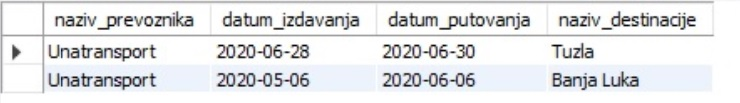 naziv_prevoznika datum_izdavanja datum_putovanja naziv_destinacije
Unatransport 2020-06-28 2020-06-30 Tuzla
Unatransport 2020-05-06 2020-06-06 Banja Luka